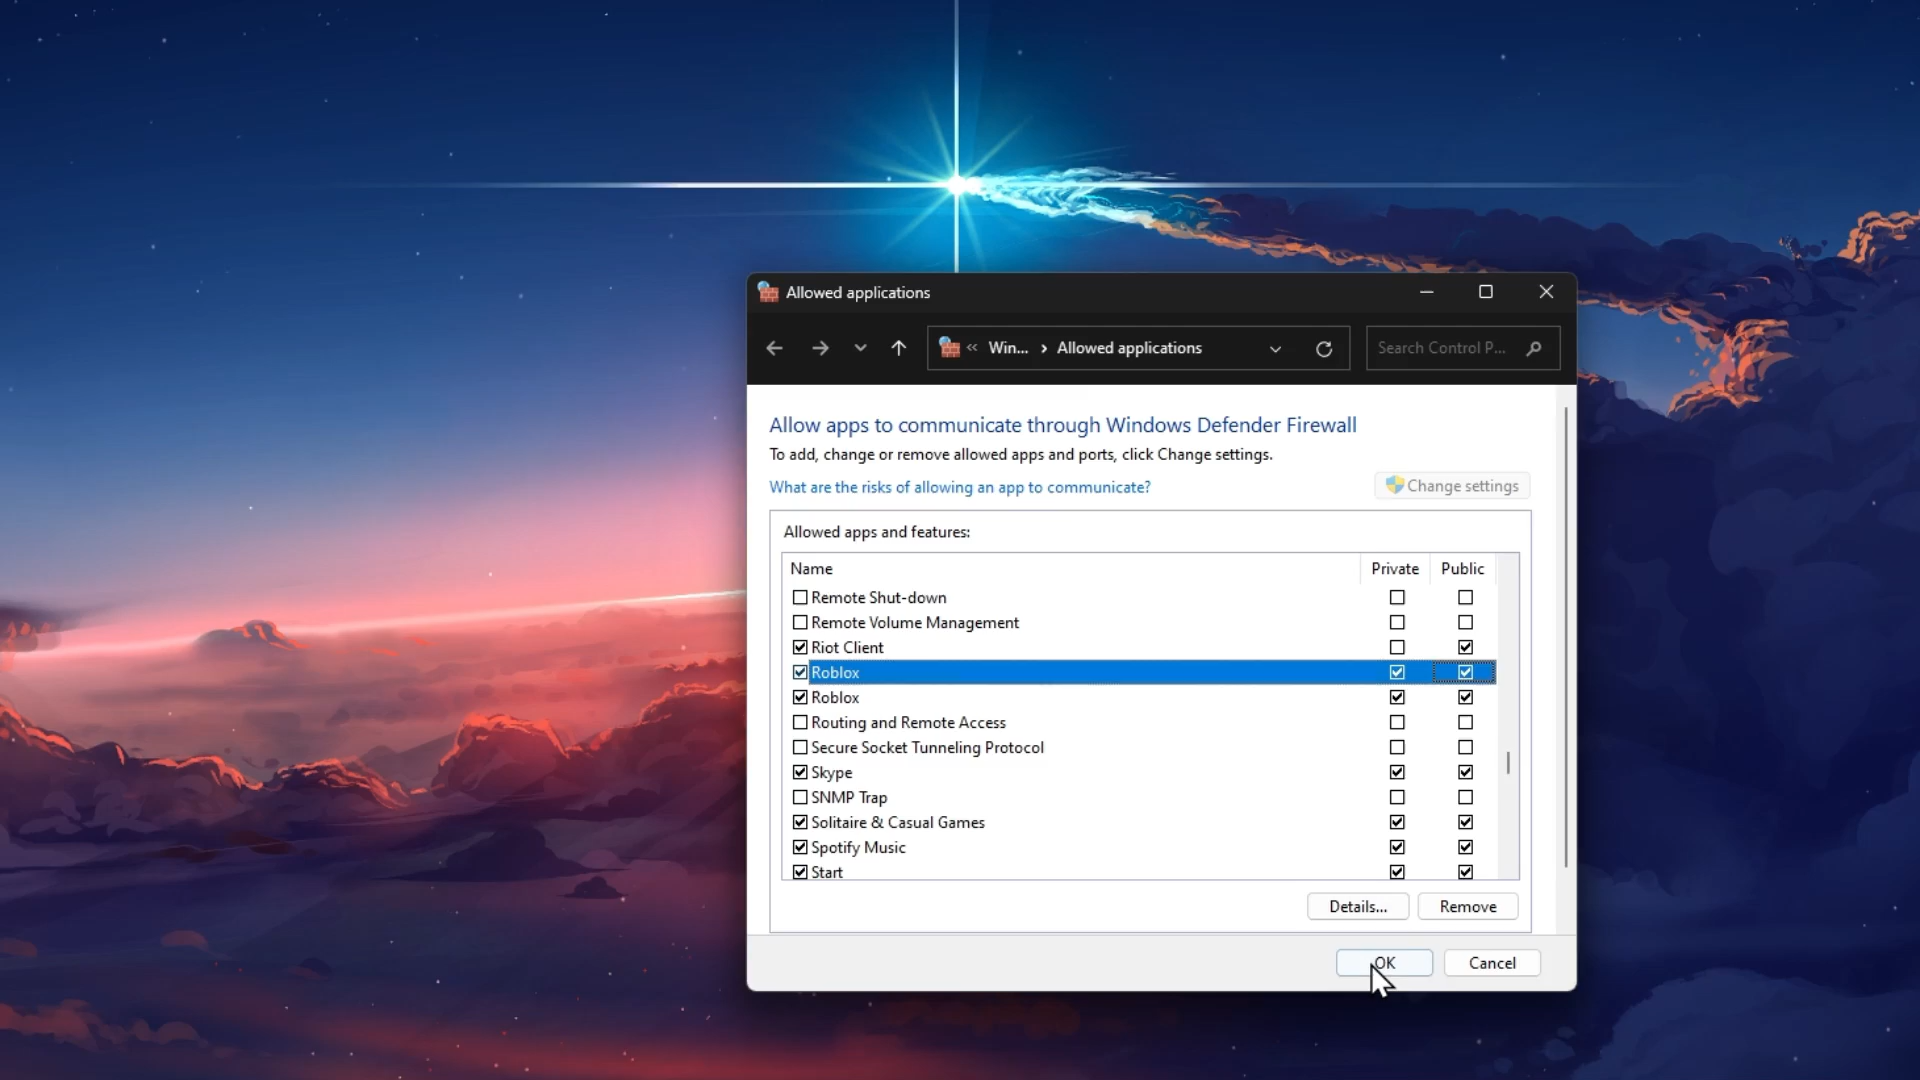 Allowed applications
« Win... › Allowed applications
Search Control P...
Allow apps to communicate through Windows Defender Firewall
To add, change or remove allowed apps and ports, click Change settings.
What are the risks of allowing an app to communicate?
Change settings
Allowed apps and features:
Name Private Public
Remote Shut-down
Remote Volume Management
Riot Client
Roblox
Roblox
Routing and Remote Access
Secure Socket Tunneling Protocol
Skype
SNMP Trap
Solitaire & Casual Games
Spotify Music
Start
Details... Remove
OK Cancel